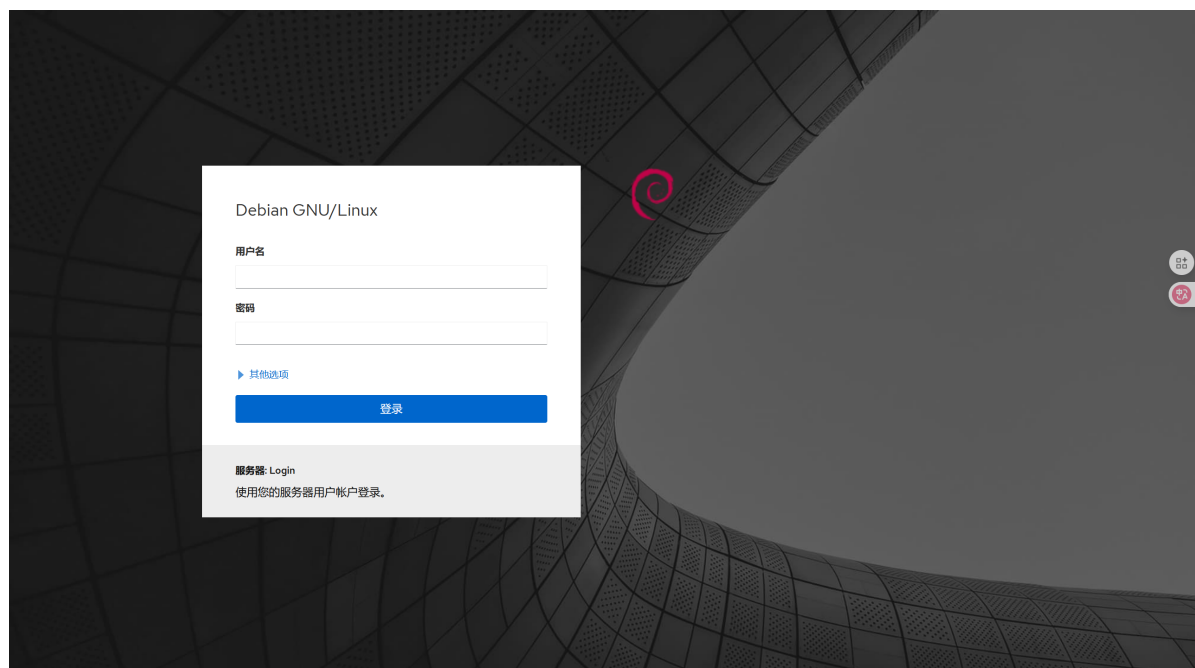 Debian GNU/Linux
用户名
密码
其他选项
登录
服务器: Login
使用您的服务器用户帐户登录。